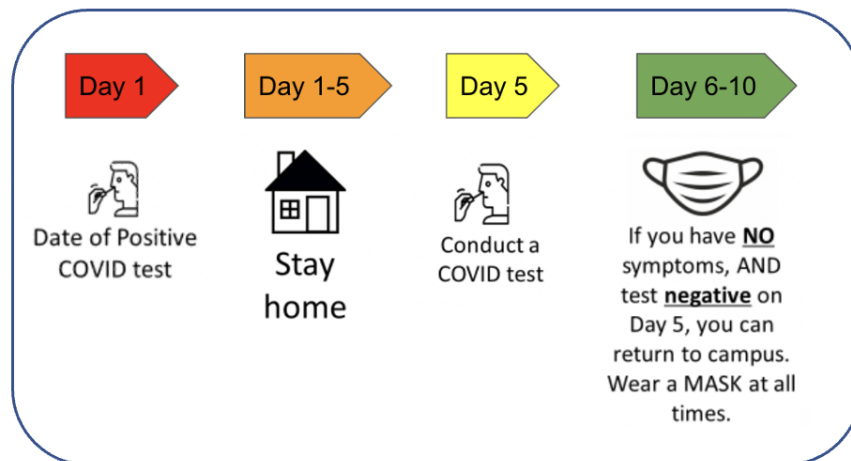 Day 1
Day 1-5
Day 5
Day 6-10
Date of Positive
COVID test
Stay
home
Conduct a
COVID test
If you have NO
symptoms, AND
test negative on
Day 5, you can
return to campus.
Wear a MASK at all
times.